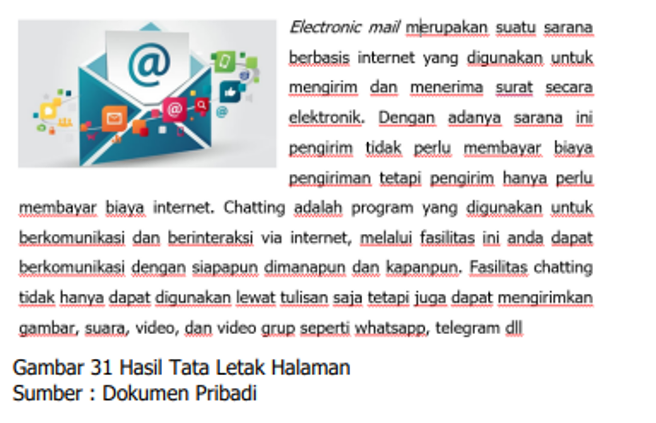 Electronic mail merupakan suatu sarana
berbasis internet yang digunakan untuk
mengirim dan menerima surat secara
elektronik. Dengan adanya sarana ini
pengirim tidak perlu membayar biaya
pengiriman tetapi pengirim hanya perlu
membayar biaya internet. Chatting adalah program yang digunakan untuk
berkomunikasi dan berinteraksi via internet, melalui fasilitas ini anda dapat
berkomunikasi dengan siapapun dimanapun dan kapanpun. Fasilitas chatting
tidak hanya dapat digunakan lewat tulisan saja tetapi juga dapat mengirimkan
gambar, suara, video, dan video grup seperti whatsapp, telegram dll
Gambar 31 Hasil Tata Letak Halaman
Sumber : Dokumen Pribadi